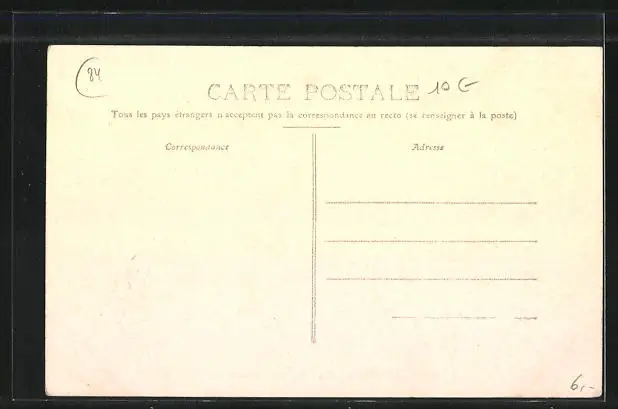 84
CARTE POSTALE 10 G
Tous les pays étrangers n'acceptent pas la correspondance au recto (se renseigner à la poste)
Correspondance
Adresse
6,-